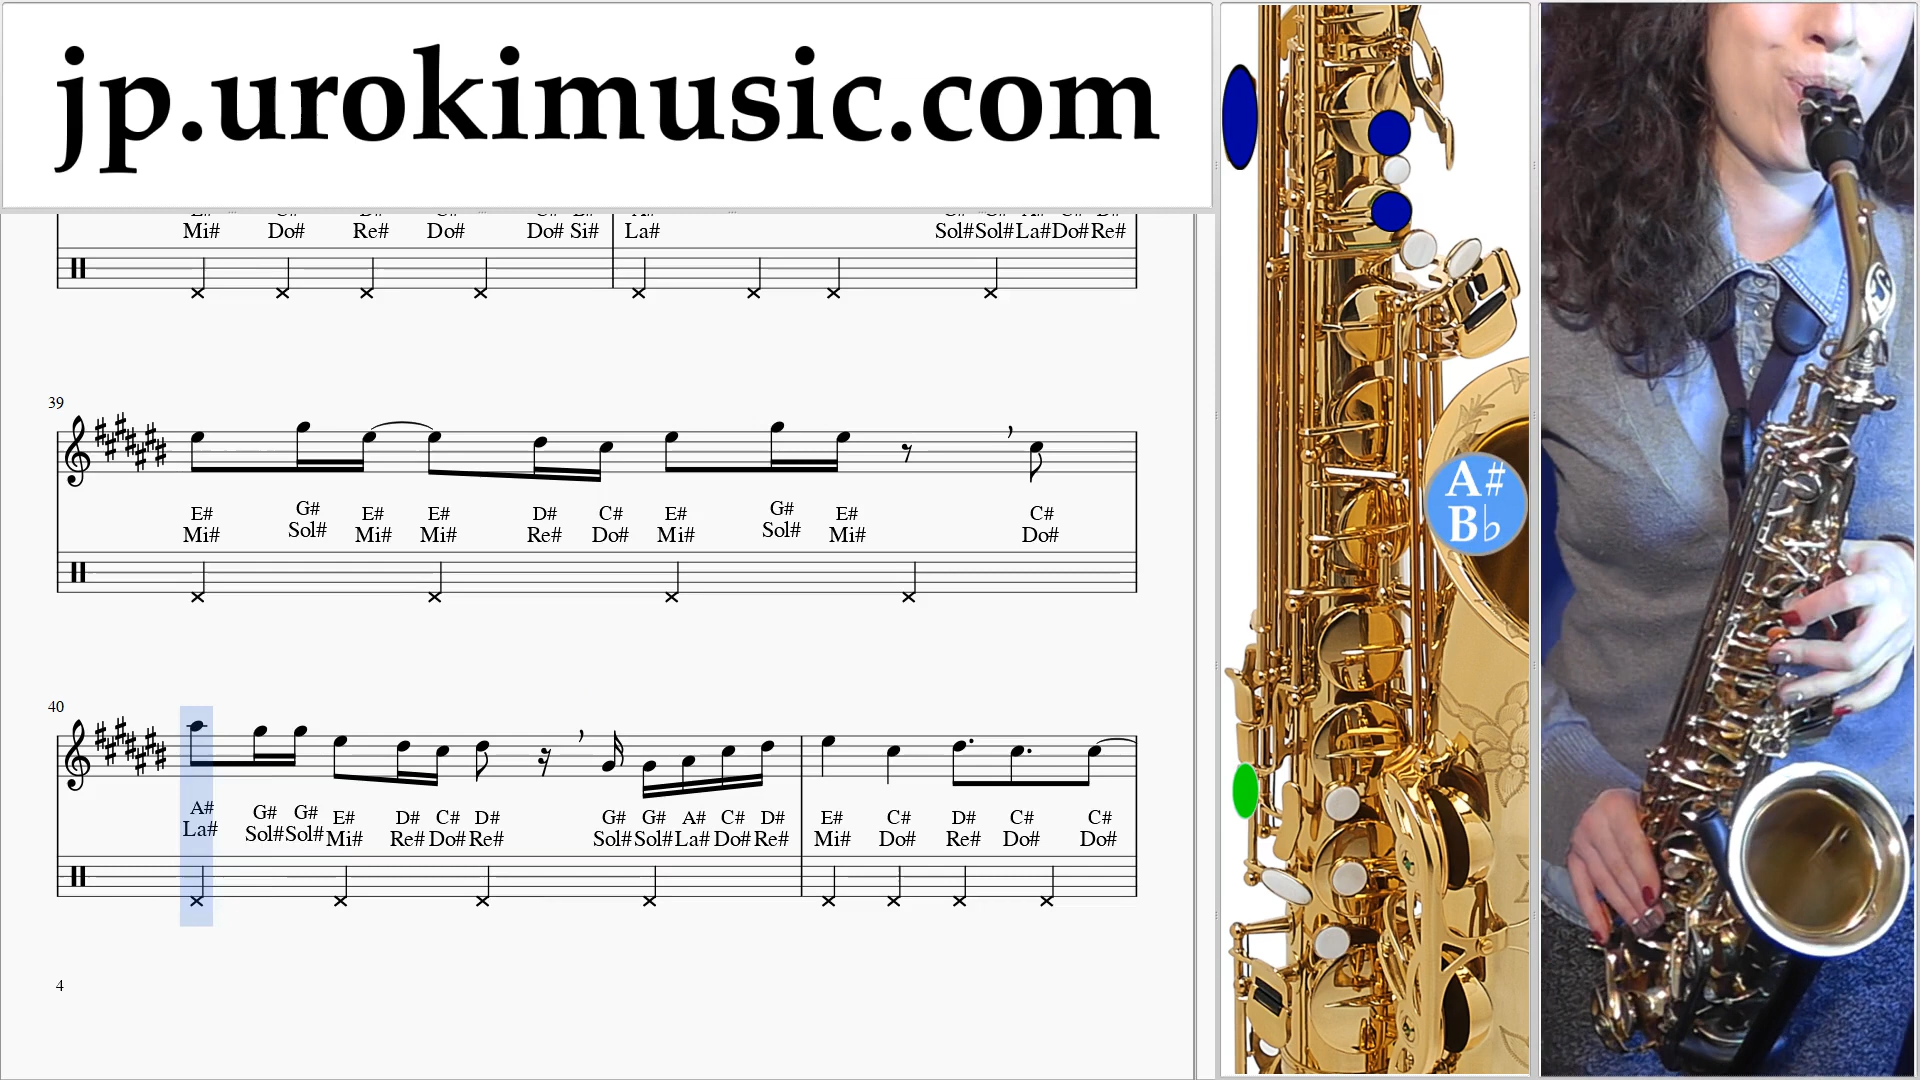 jp.urokimusic.com
Mi# Do# Re# Do# Do# Si# La# Sol# Sol# La# Do# Re#
39
E# G# E# E# D# C# E# G# E# C#
Mi# Sol# Mi# Mi# Re# Do# Mi# Sol# Mi# Do#
40
A# G# G# E# D# C# D# G# G# A# C# D# E# C# D# C# C#
La# Sol# Sol# Mi# Re# Do# Re# Sol# Sol# La# Do# Re# Mi# Do# Re# Do# Do#
4
A#
B♭
S